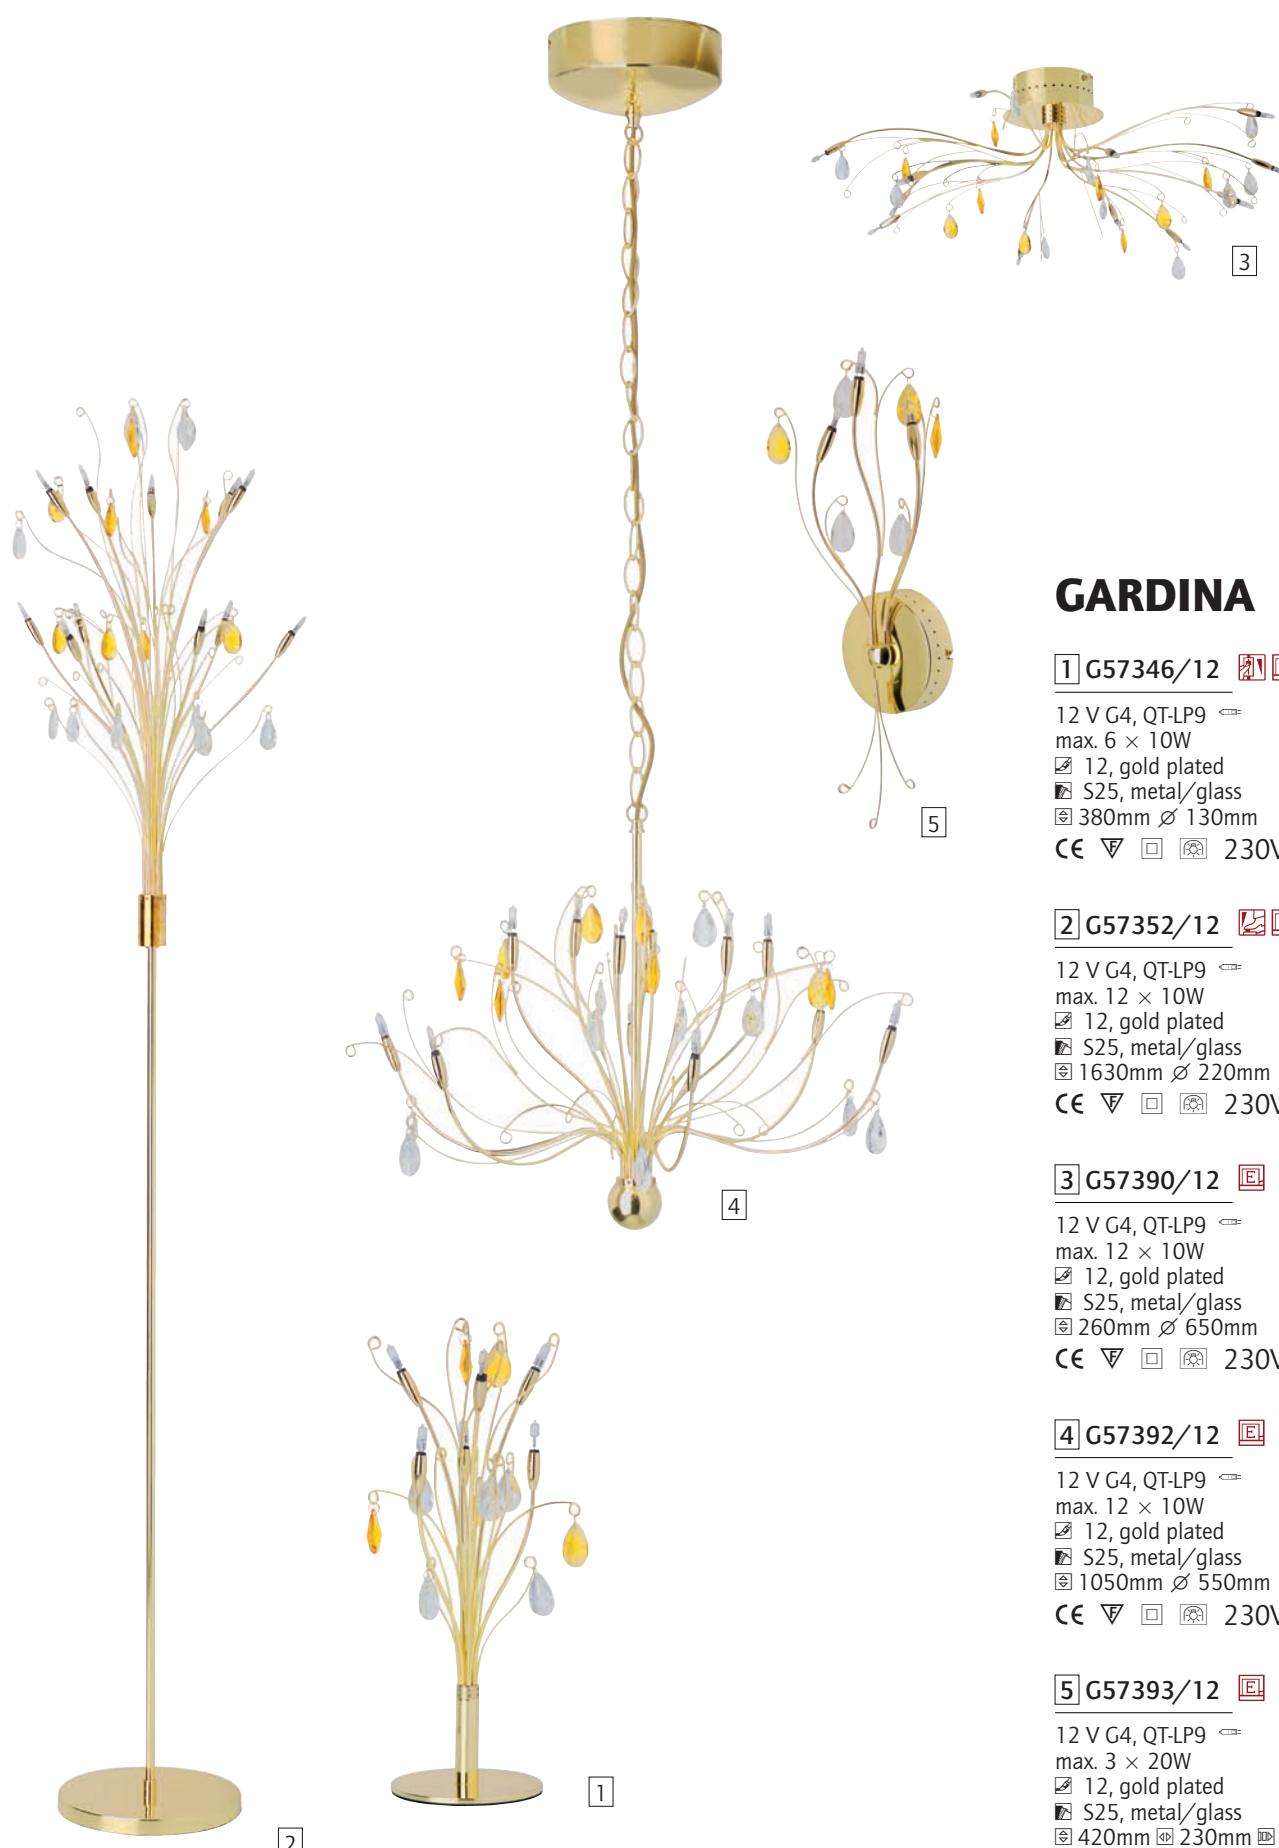 3
5
GARDINA
1 G57346/12
12 V G4, QT-LP9
max. 6 × 10W
12, gold plated
S25, metal/glass
380mm ⌀ 130mm
CE F 230V
2 G57352/12
12 V G4, QT-LP9
max. 12 × 10W
12, gold plated
S25, metal/glass
1630mm ⌀ 220mm
CE F 230V
3 G57390/12 E
12 V G4, QT-LP9
max. 12 × 10W
12, gold plated
S25, metal/glass
260mm ⌀ 650mm
CE F 230V
4
4 G57392/12 E
12 V G4, QT-LP9
max. 12 × 10W
12, gold plated
S25, metal/glass
1050mm ⌀ 550mm
CE F 230V
5 G57393/12 E
12 V G4, QT-LP9
max. 3 × 20W
12, gold plated
S25, metal/glass
420mm 230mm
1
2